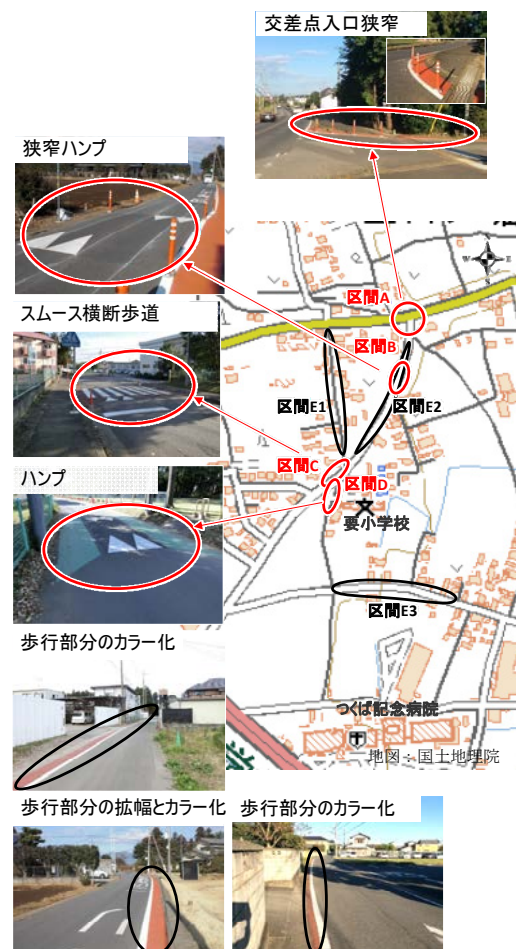 交差点入口狭窄
狭窄ハンプ
スムース横断歩道
ハンプ
歩行部分のカラー化
歩行部分の拡幅とカラー化
歩行部分のカラー化
W
E
区間A
区間B
区間E1
区間E2
区間C
区間D
要小学校
区間E3
つくば記念病院
地図：国土地理院